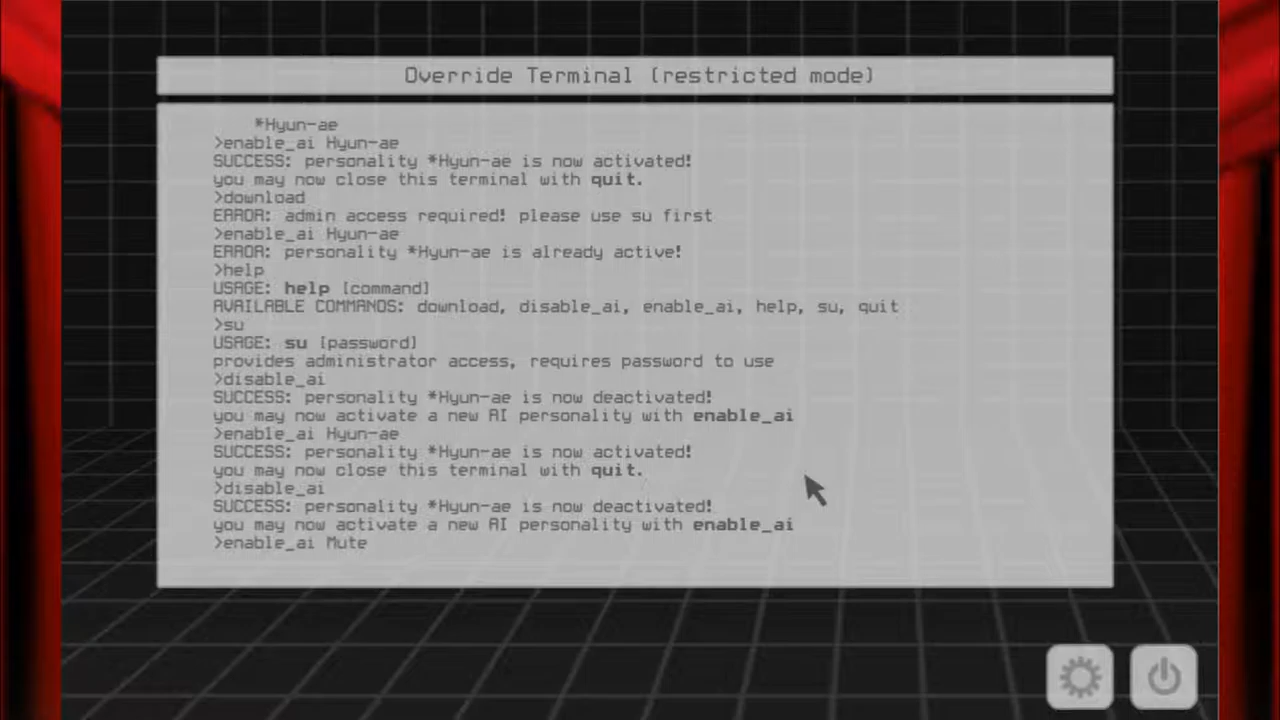 Override Terminal (restricted mode)
*Hyun-ae
>enable_ai Hyun-ae
SUCCESS: personality *Hyun-ae is now activated!
you may now close this terminal with quit.
>download
ERROR: admin access required! please use su first
>enable_ai Hyun-ae
ERROR: personality *Hyun-ae is already active!
>help
USAGE: help [command]
AVAILABLE COMMANDS: download, disable_ai, enable_ai, help, su, quit
>su
USAGE: su [password]
provides administrator access, requires password to use
>disable_ai
SUCCESS: personality *Hyun-ae is now deactivated!
you may now activate a new AI personality with enable_ai
>enable_ai Hyun-ae
SUCCESS: personality *Hyun-ae is now activated!
you may now close this terminal with quit.
>disable_ai
SUCCESS: personality *Hyun-ae is now deactivated!
you may now activate a new AI personality with enable_ai
>enable_ai Mute